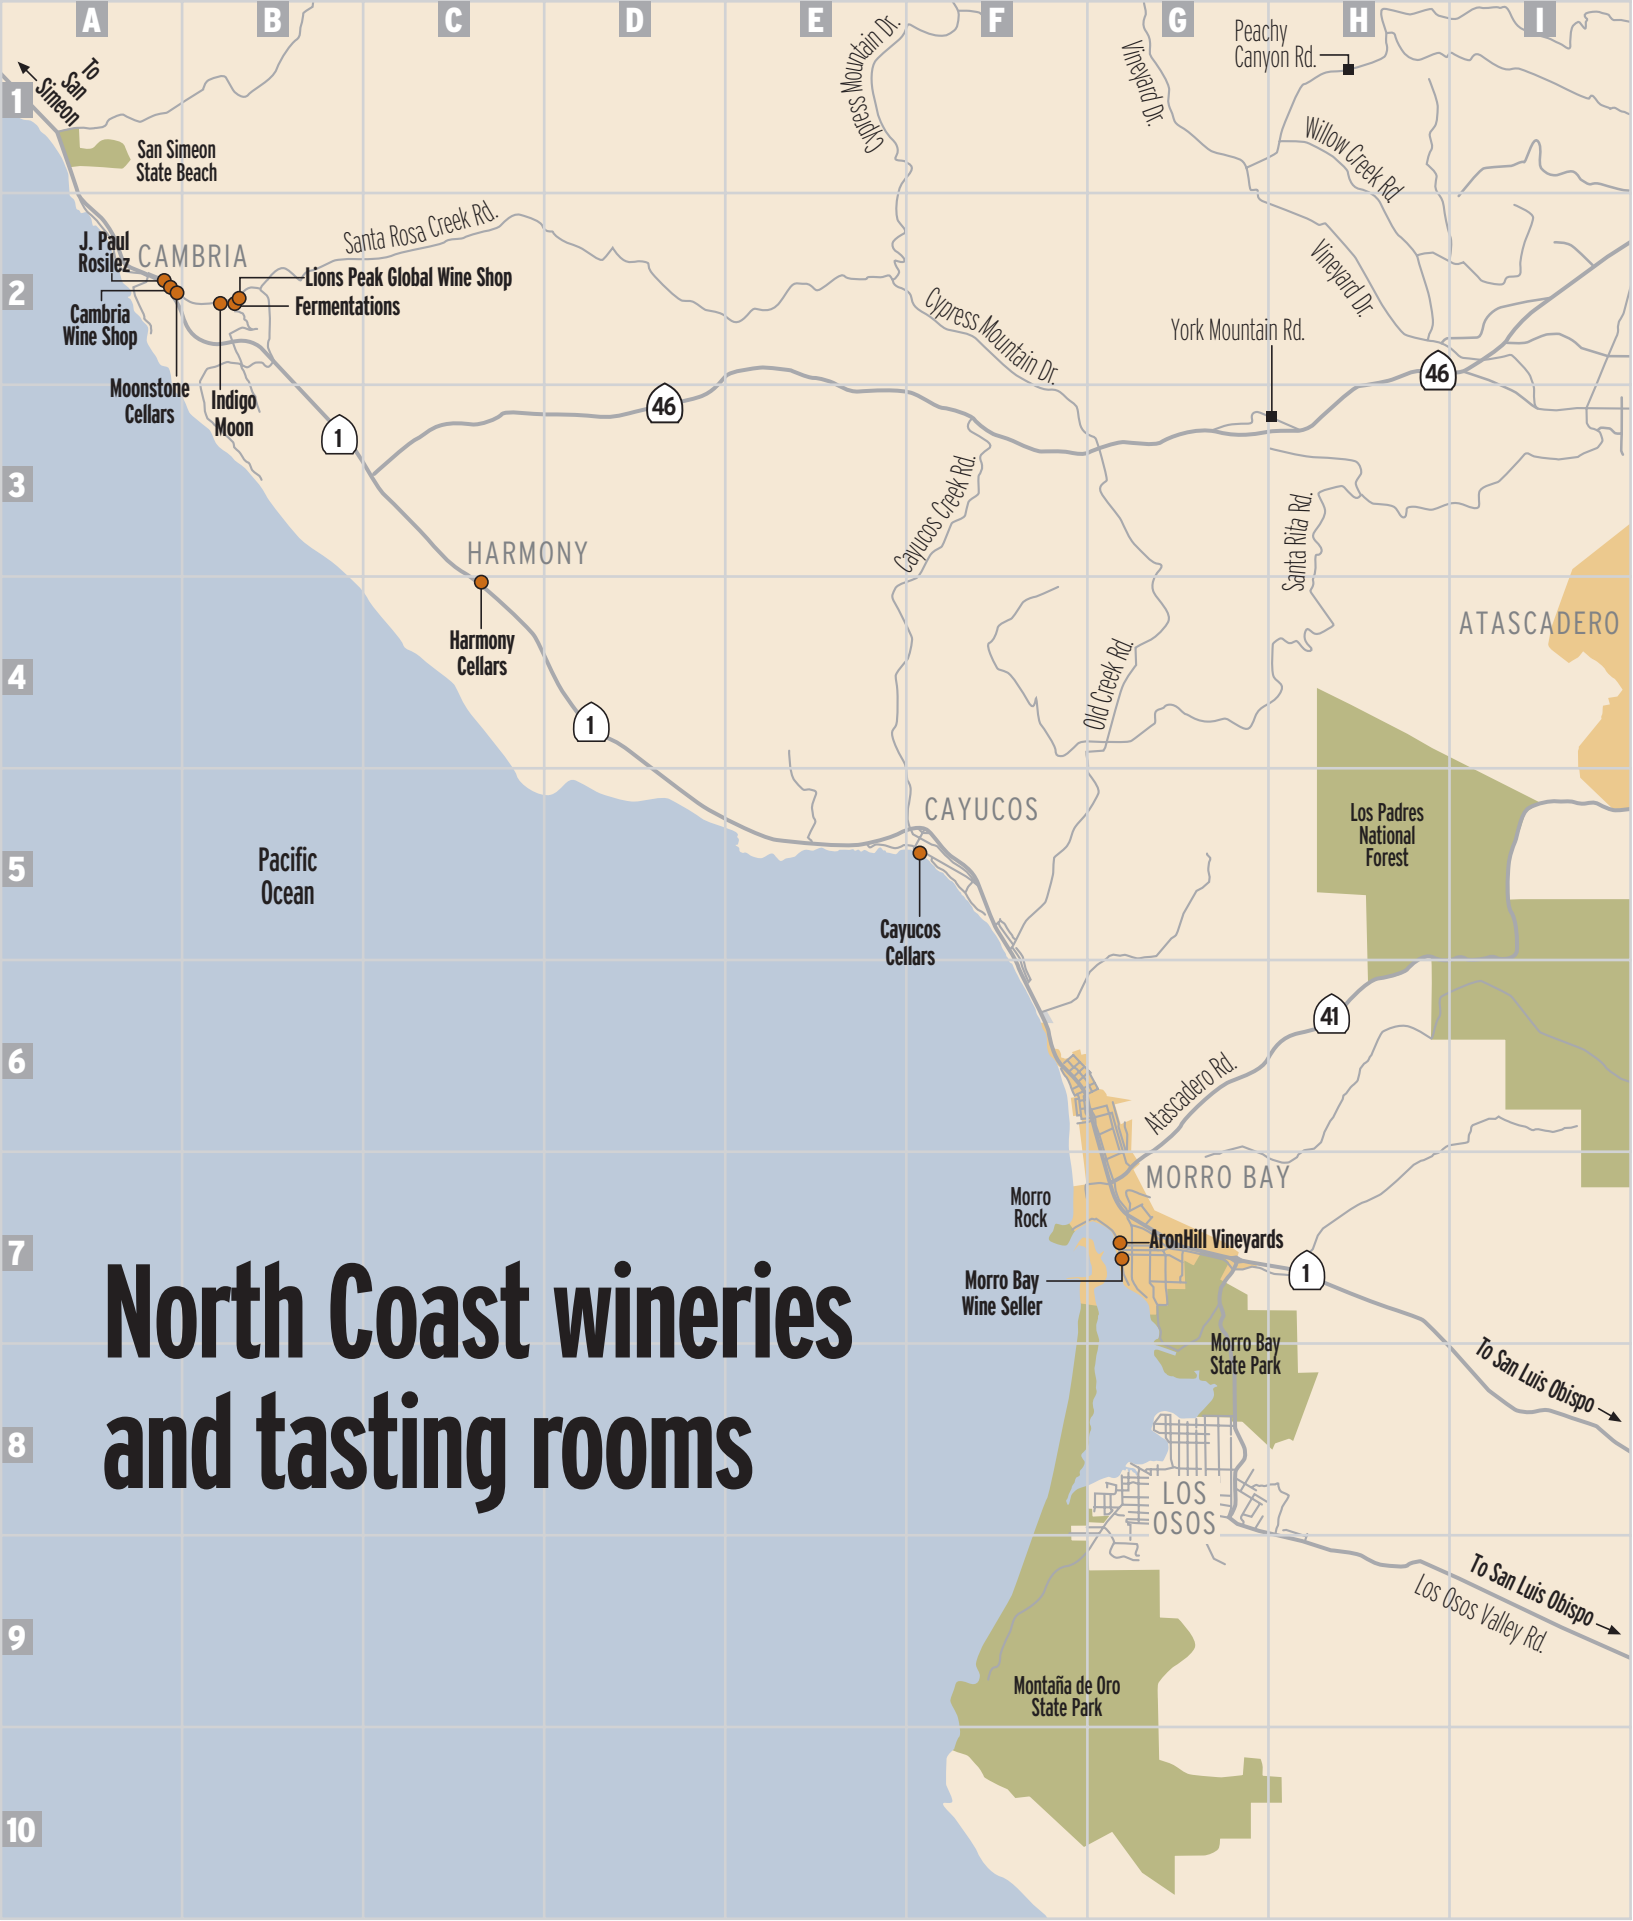 A
B
C
D
E
F
G
H
I
1
2
3
4
5
6
7
8
9
10
To
San
Simeon
San Simeon
State Beach
Cypress Mountain Dr.
Vineyard Dr.
Peachy
Canyon Rd.
Willow Creek Rd.
J. Paul
Rosilez
CAMBRIA
Santa Rosa Creek Rd.
Lions Peak Global Wine Shop
Fermentations
Cambria
Wine Shop
Moonstone
Cellars
Indigo
Moon
Cypress Mountain Dr.
Vineyard Dr.
York Mountain Rd.
46
46
1
Cayucos Creek Rd.
Santa Rita Rd.
HARMONY
Harmony
Cellars
ATASCADERO
Old Creek Rd.
1
CAYUCOS
Los Padres
National
Forest
Pacific
Ocean
Cayucos
Cellars
41
Atascadero Rd.
MORRO BAY
Morro
Rock
AronHill Vineyards
Morro Bay
Wine Seller
1
North Coast wineries
and tasting rooms
Morro Bay
State Park
To San Luis Obispo
LOS
OSOS
To San Luis Obispo
Los Osos Valley Rd.
Montaña de Oro
State Park